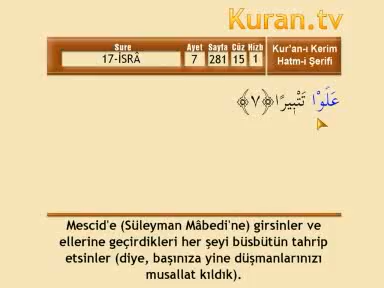 Kuran.tv
Sure Ayet Sayfa Cüz Hizb
17-İSRÂ 7 281 15 1
Kur'an-ı Kerim
Hatm-i Şerifi
عَلَوْا تَتْبِيرًا ﴿٧﴾
Mescid'e (Süleyman Mâbedi'ne) girsinler ve
ellerine geçirdikleri her şeyi büsbütün tahrip
etsinler (diye, başınıza yine düşmanlarınızı
musallat kıldık).